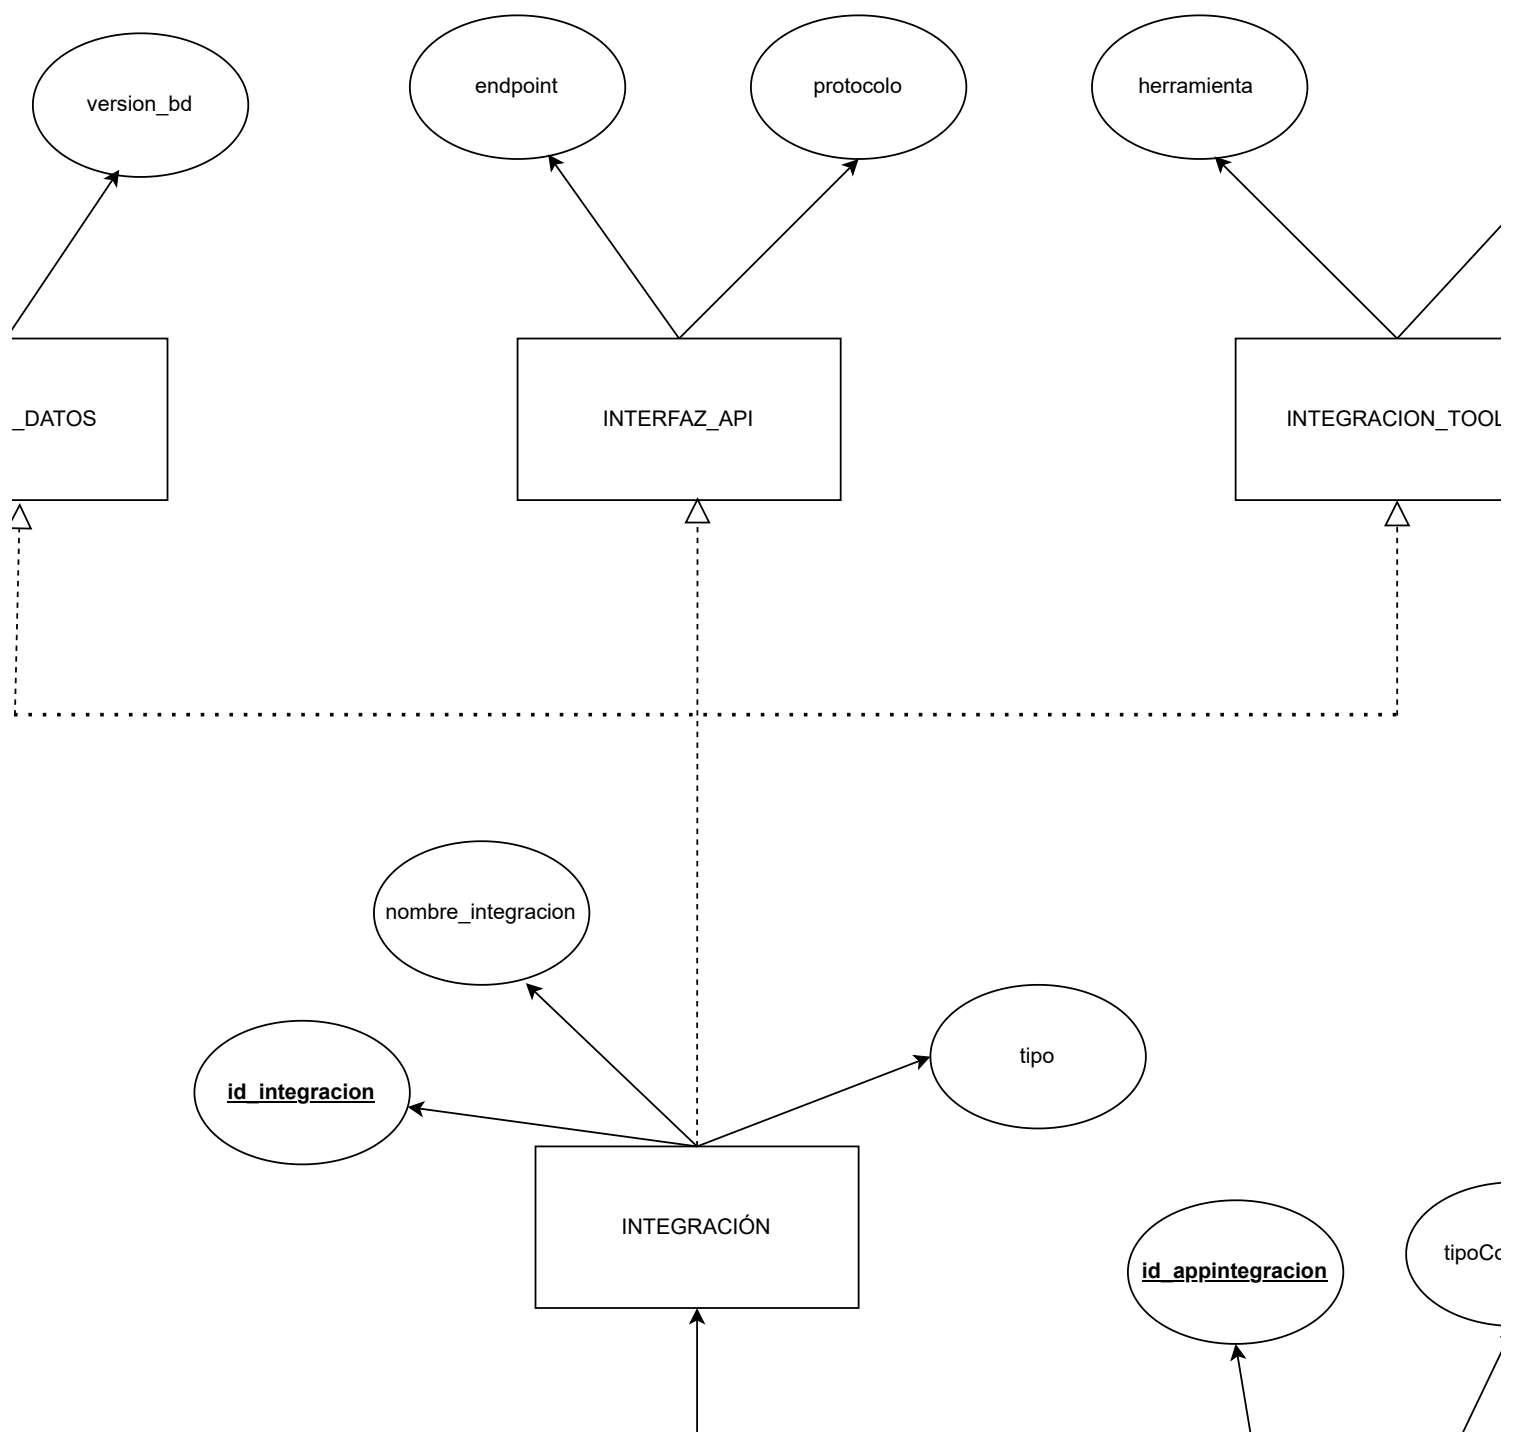 version_bd
endpoint
protocolo
herramienta
_DATOS
INTERFAZ_API
INTEGRACION_TOOL
nombre_integracion
tipo
id_integracion
INTEGRACIÓN
id_appintegracion